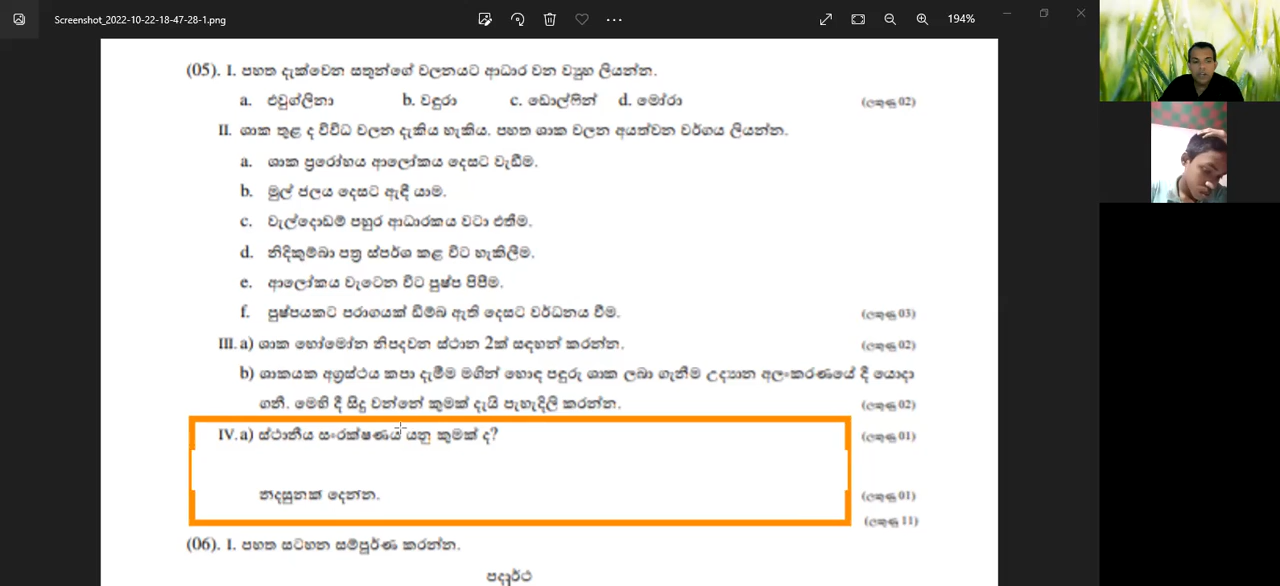 Screenshot_2022-10-22-18-47-28-1.png
194%
(05). I. පහත දැක්වෙන සතුන්ගේ චලනයට ආධාර වන ව්‍යුහ ලියන්න.
a. එවුග්ලිනා b. වඳුරා c. ඩොල්ෆින් d. මෝරා (ලකුණු 02)
II. ශාක තුළ ද විවිධ චලන දැකිය හැකිය. පහත ශාක චලන අයත්වන වර්ගය ලියන්න.
a. ශාක ප්‍රරෝහය ආලෝකය දෙසට වැඩීම.
b. මුල් ජලය දෙසට ඇදී යාම.
c. වැල්දොඩම් පහුර ආධාරකය වටා එතීම.
d. නිදිකුම්බා පත්‍ර ස්පර්ශ කළ විට හැකිලීම.
e. ආලෝකය වැටෙන විට පුෂ්ප පිපීම.
f. පුෂ්පයකට පරාගයක් ඩිම්බ ඇති දෙසට වර්ධනය වීම. (ලකුණු 03)
III. a) ශාක හෝමෝන නිපදවන ස්ථාන 2ක් සඳහන් කරන්න. (ලකුණු 02)
b) ශාකයක අග්‍රස්ථය කපා දැමීම මගින් හොඳ පඳුරු ශාක ලබා ගැනීම උද්‍යාන අලංකරණයේ දී යොදා
ගනී. මෙහි දී සිදු වන්නේ කුමක් දැයි පැහැදිලි කරන්න. (ලකුණු 02)
IV. a) ස්ථානීය සංරක්ෂණය යනු කුමක් ද? (ලකුණු 01)
නිදසුනක් දෙන්න. (ලකුණු 01)
(ලකුණු 11)
(06). I. පහත සටහන සම්පූර්ණ කරන්න.
පදාර්ථ